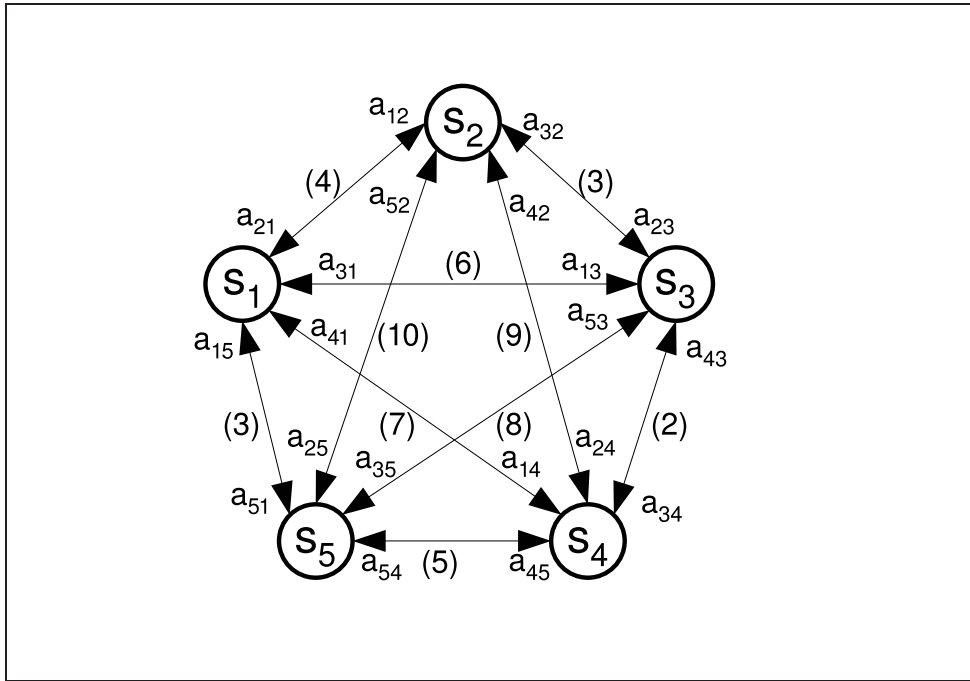 a12
s2
a32
(4)
(3)
a52
a42
a21
a23
s1
a31
(6)
a13
s3
a15
a41
(10)
(9)
a53
a43
(3)
(7)
(8)
(2)
a25
a35
a14
a24
a51
a34
s5
s4
a54
(5)
a45